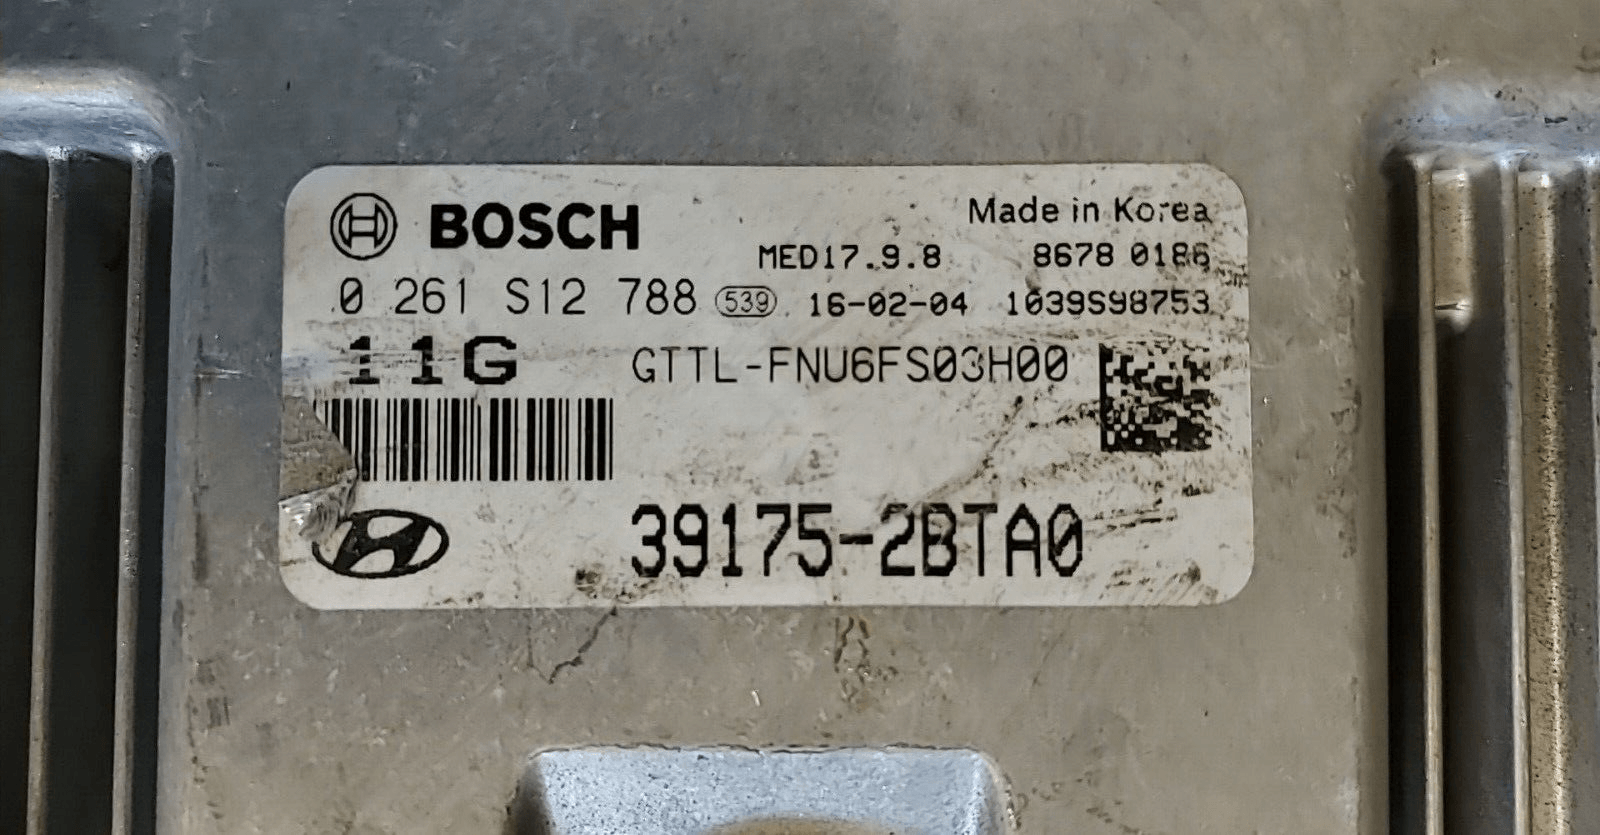 BOSCH
Made in Korea
MED17.9.8 8678 0186
0 261 S12 788 539 16-02-04 1039S98753
11G GTTL-FNU6FS03H00
39175-2BTA0